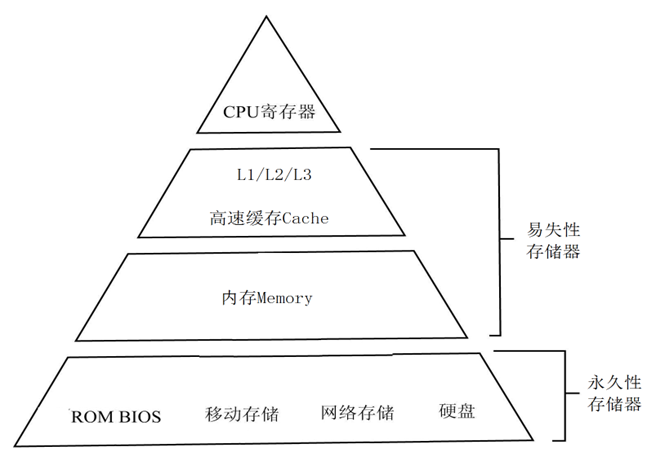 CPU寄存器
L1/L2/L3
高速缓存Cache
易失性
存储器
内存Memory
永久性
存储器
ROM BIOS 移动存储 网络存储 硬盘